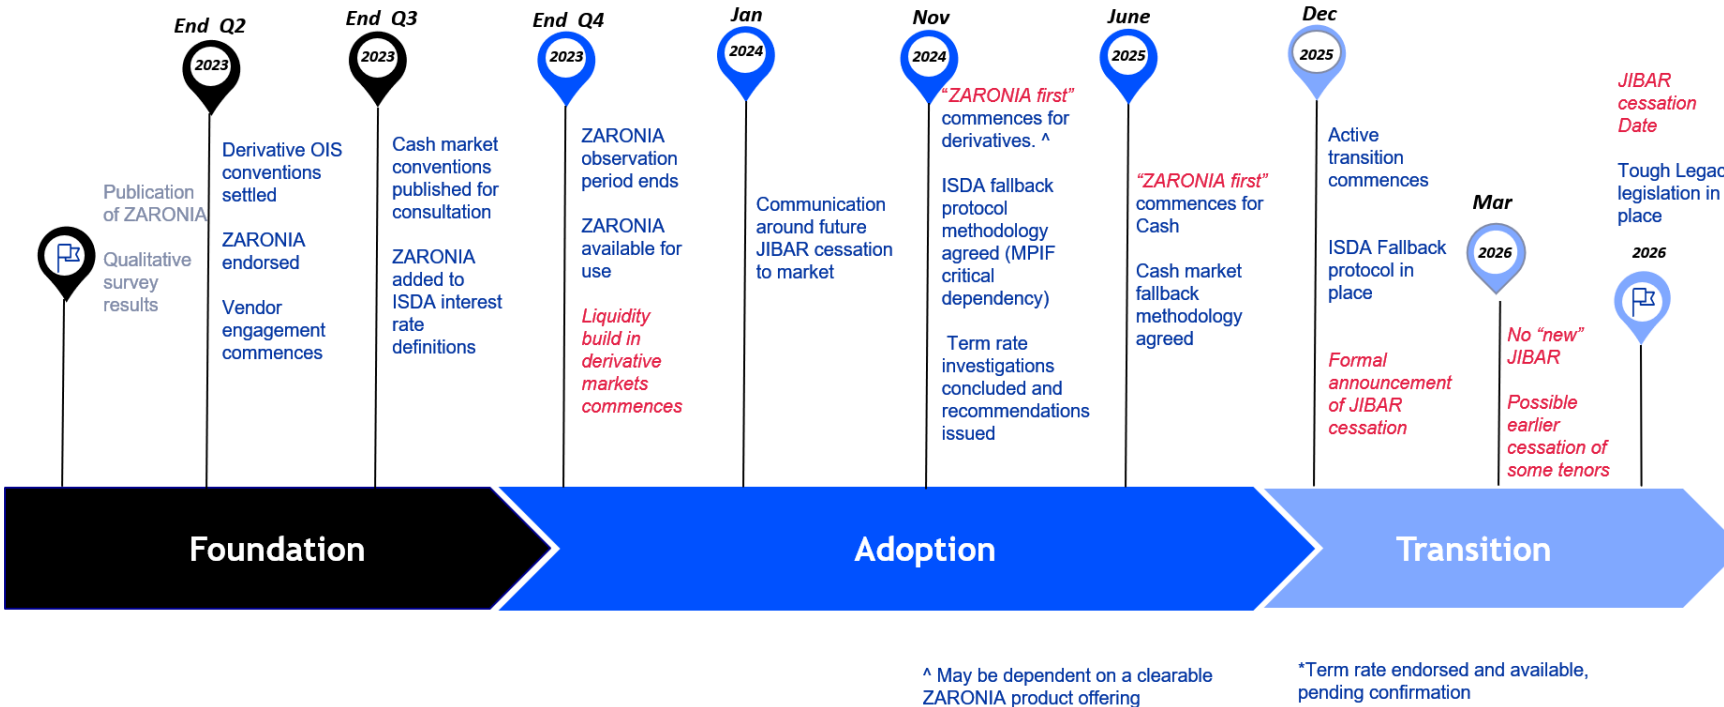 Publication
of ZARONIA
Qualitative
survey
results
End Q2
2023
Derivative OIS
conventions
settled
ZARONIA
endorsed
Vendor
engagement
commences
End Q3
2023
Cash market
conventions
published for
consultation
ZARONIA
added to
ISDA interest
rate
definitions
End Q4
2023
ZARONIA
observation
period ends
ZARONIA
available for
use
Liquidity
build in
derivative
markets
commences
Jan
2024
Communication
around future
JIBAR cessation
to market
Nov
2024
“ZARONIA first”
commences for
derivatives. ^
ISDA fallback
protocol
methodology
agreed (MPIF
critical
dependency)
Term rate
investigations
concluded and
recommendations
issued
June
2025
“ZARONIA first”
commences for
Cash
Cash market
fallback
methodology
agreed
Dec
2025
Active
transition
commences
ISDA Fallback
protocol in
place
Formal
announcement
of JIBAR
cessation
Mar
2026
No “new”
JIBAR
Possible
earlier
cessation of
some tenors
JIBAR
cessation
Date
Tough Legac
legislation in
place
2026
Foundation
Adoption
Transition
^ May be dependent on a clearable
ZARONIA product offering
*Term rate endorsed and available,
pending confirmation